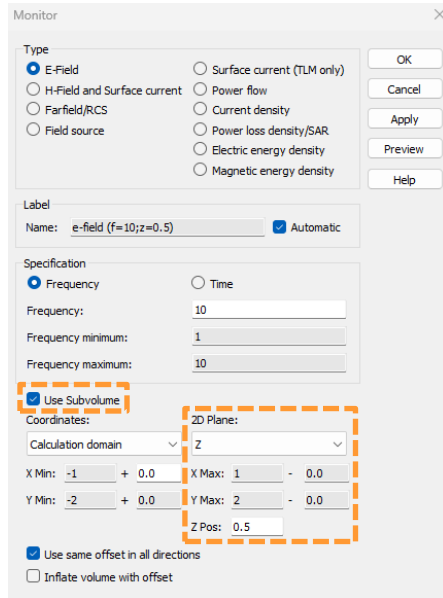 Monitor
Type
E-Field
Surface current (TLM only)
OK
H-Field and Surface current
Power flow
Cancel
Farfield/RCS
Current density
Apply
Field source
Power loss density/SAR
Electric energy density
Preview
Magnetic energy density
Help
Label
Name: e-field (f=10;z=0.5) Automatic
Specification
Frequency Time
Frequency: 10
Frequency minimum: 1
Frequency maximum: 10
Use Subvolume
Coordinates: 2D Plane:
Calculation domain Z
X Min: -1 + 0.0 X Max: 1 - 0.0
Y Min: -2 + 0.0 Y Max: 2 - 0.0
Z Pos: 0.5
Use same offset in all directions
Inflate volume with offset